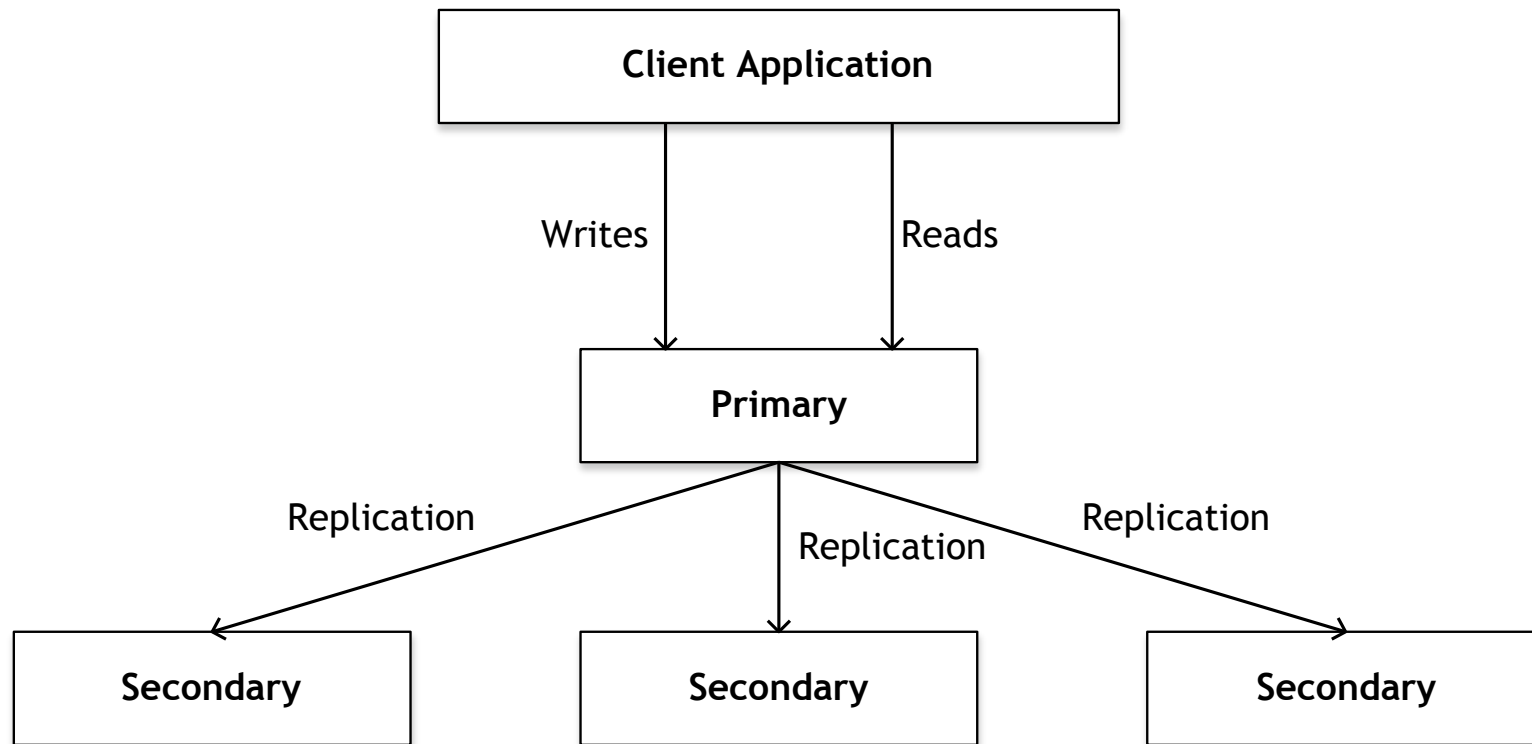 Client Application
Writes
Reads
Primary
Replication
Replication
Replication
Secondary
Secondary
Secondary